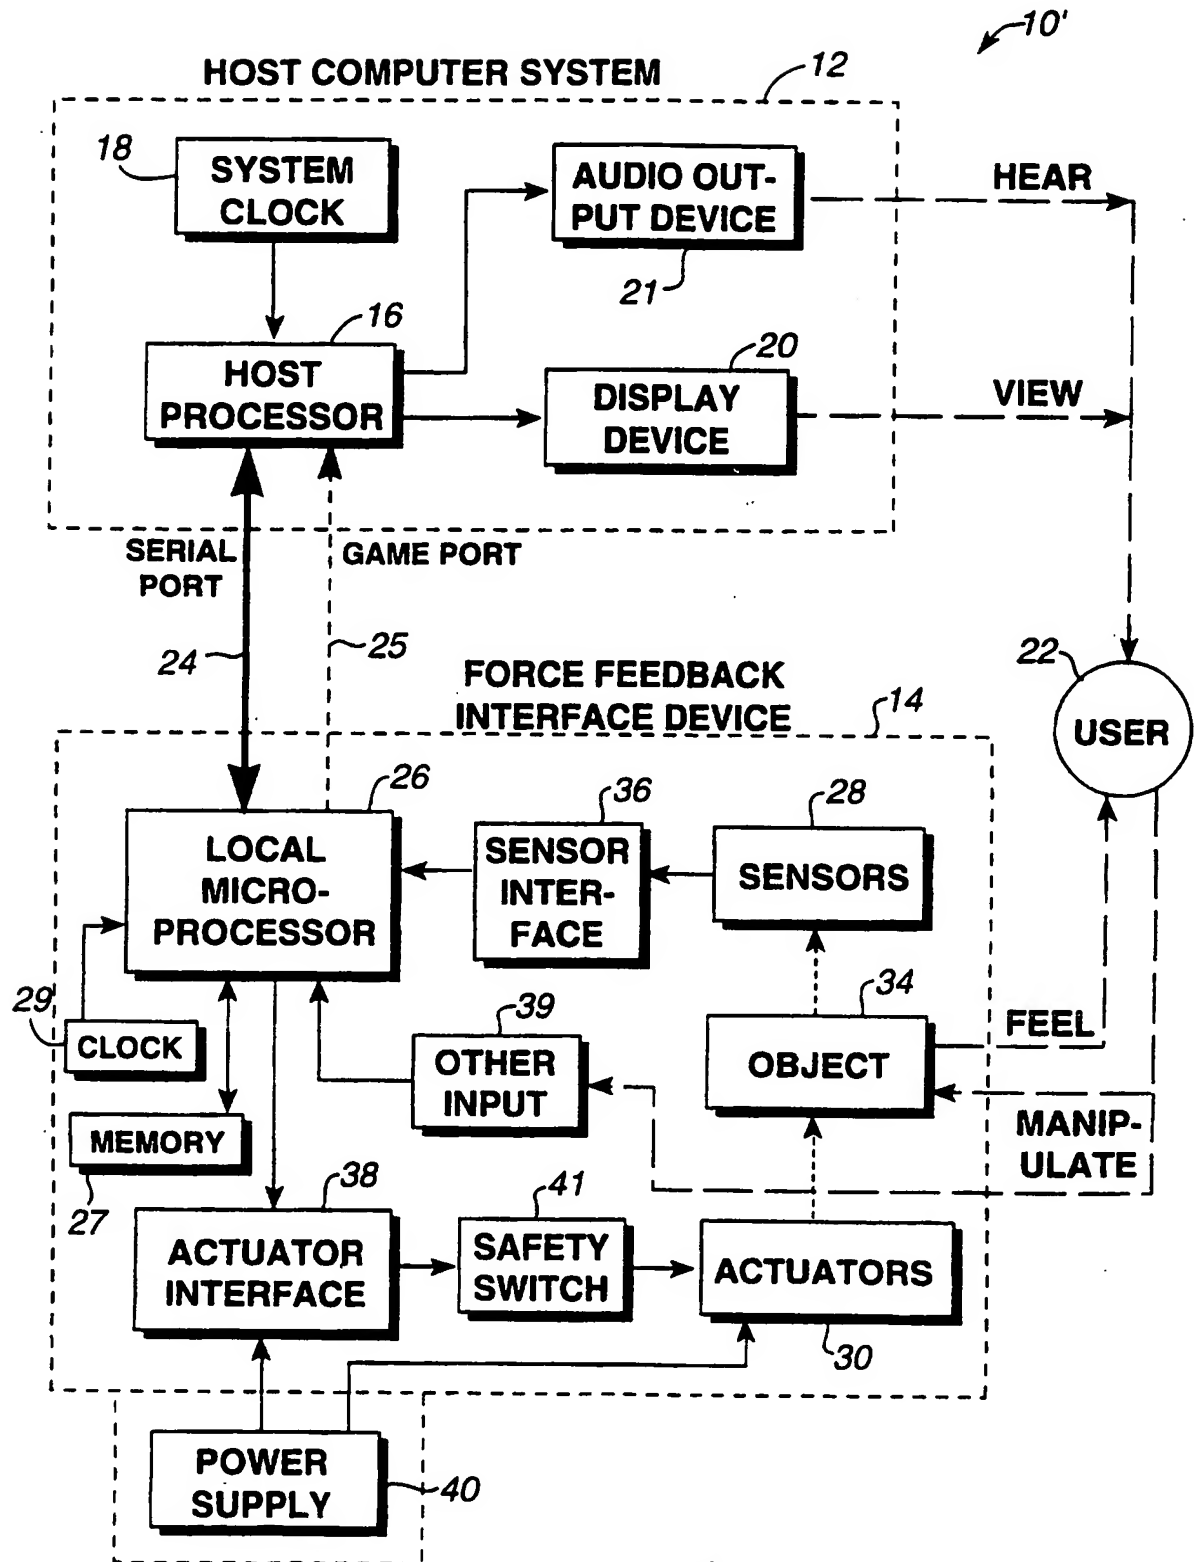 10'
HOST COMPUTER SYSTEM
12
18
SYSTEM
CLOCK
AUDIO OUT-
PUT DEVICE
21
HEAR
16
HOST
PROCESSOR
20
DISPLAY
DEVICE
VIEW
SERIAL
PORT
GAME PORT
24
25
FORCE FEEDBACK
INTERFACE DEVICE
14
22
USER
26
LOCAL
MICRO-
PROCESSOR
36
SENSOR
INTER-
FACE
28
SENSORS
29
CLOCK
39
OTHER
INPUT
34
OBJECT
FEEL
MANIP-
ULATE
MEMORY
27
38
ACTUATOR
INTERFACE
41
SAFETY
SWITCH
ACTUATORS
30
POWER
SUPPLY
40